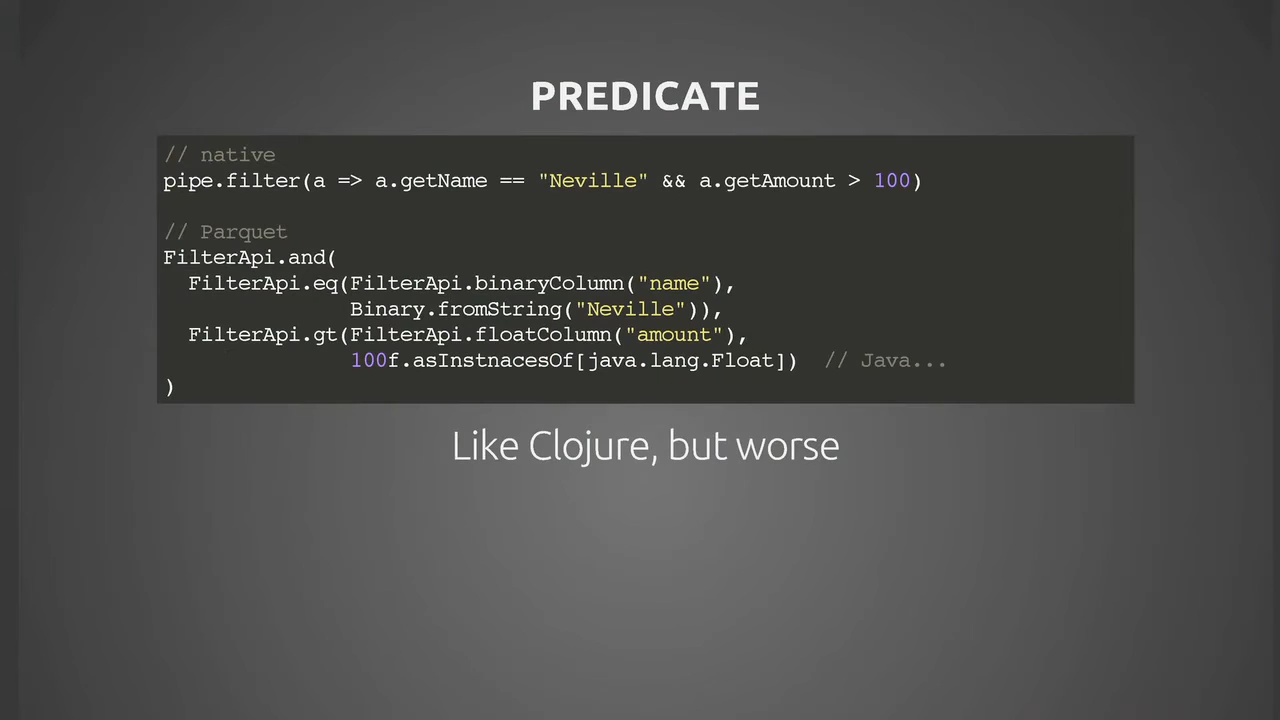 PREDICATE
// native
pipe.filter(a => a.getName == "Neville" && a.getAmount > 100)
// Parquet
FilterApi.and(
  FilterApi.eq(FilterApi.binaryColumn("name"),
               Binary.fromString("Neville")),
  FilterApi.gt(FilterApi.floatColumn("amount"),
               100f.asInstnacesOf[java.lang.Float])  // Java...
)
Like Clojure, but worse